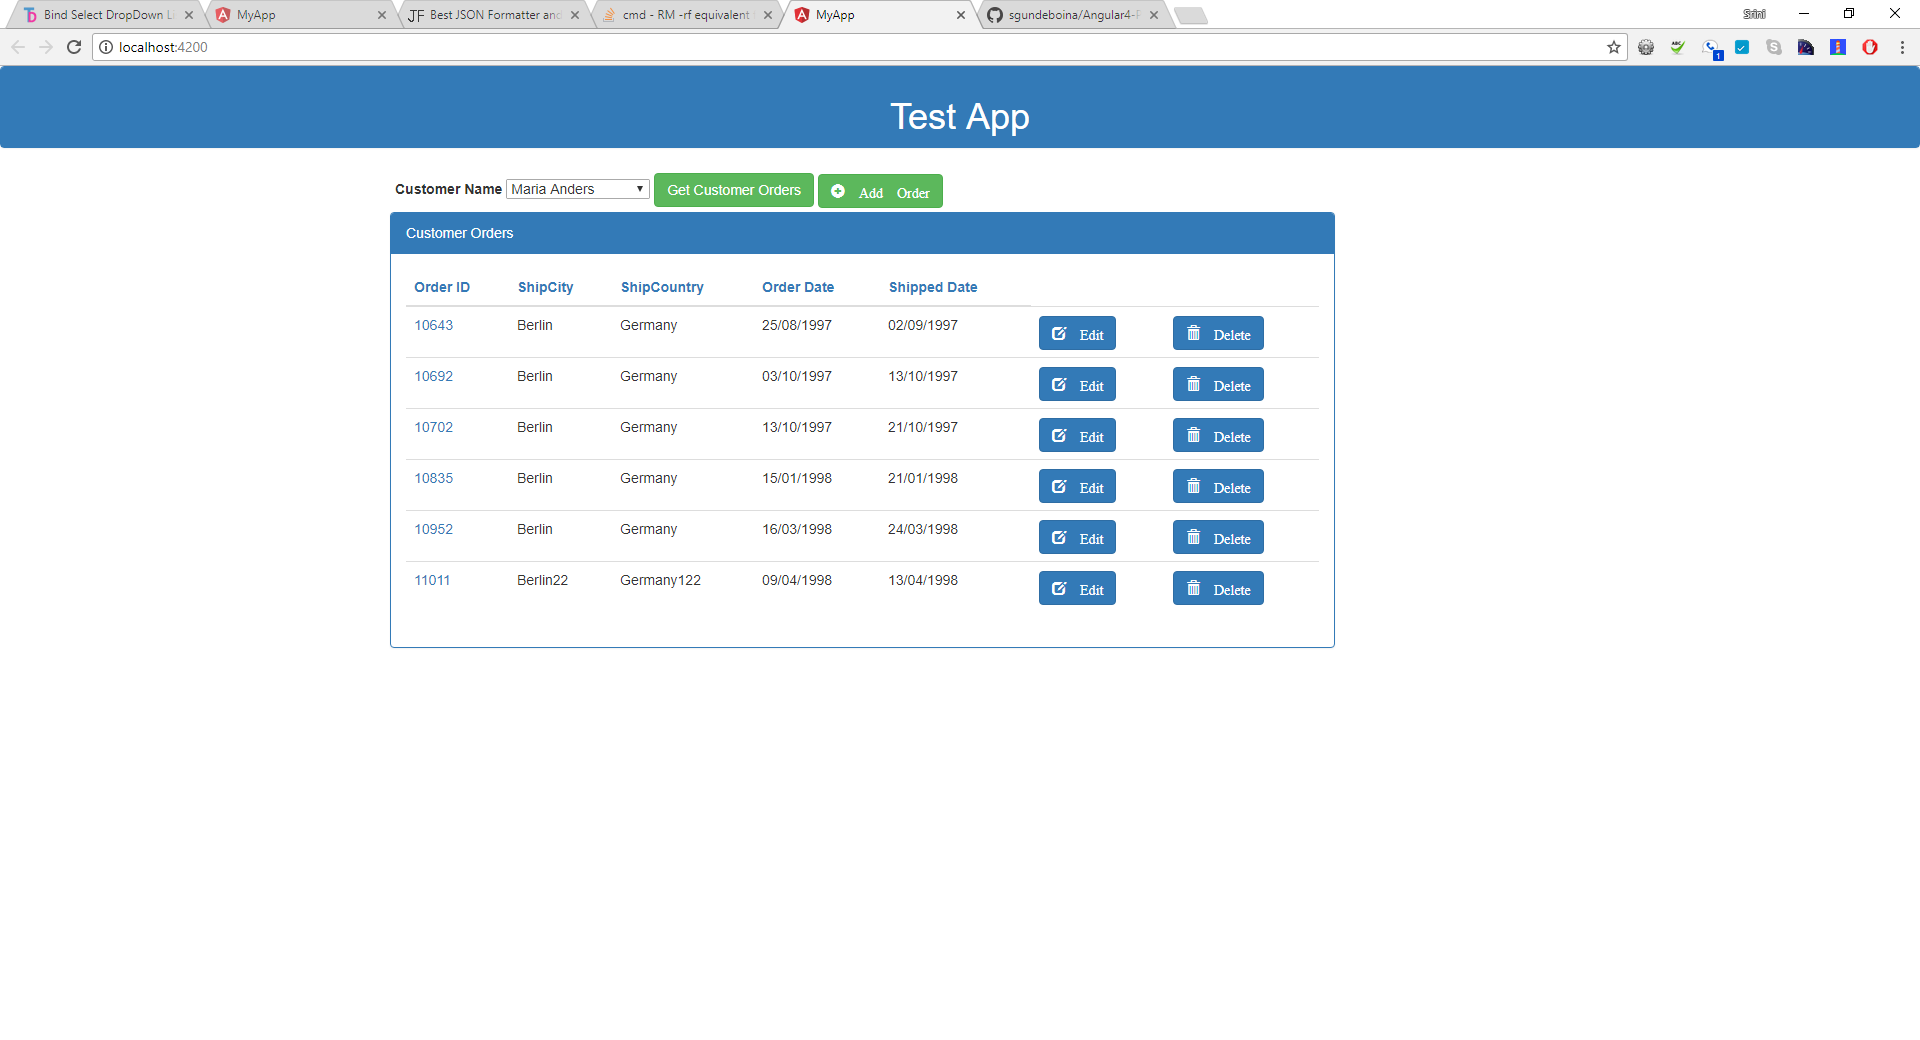 Bind Select DropDown Li
MyApp
Best JSON Formatter and
cmd - RM -rf equivalent
MyApp
sgundeboina/Angular4-
Srini
localhost:4200
ABC
1
Test App
Customer Name Maria Anders Get Customer Orders Add Order
Customer Orders
Order ID ShipCity ShipCountry Order Date Shipped Date
10643 Berlin Germany 25/08/1997 02/09/1997 Edit Delete
10692 Berlin Germany 03/10/1997 13/10/1997 Edit Delete
10702 Berlin Germany 13/10/1997 21/10/1997 Edit Delete
10835 Berlin Germany 15/01/1998 21/01/1998 Edit Delete
10952 Berlin Germany 16/03/1998 24/03/1998 Edit Delete
11011 Berlin22 Germany122 09/04/1998 13/04/1998 Edit Delete